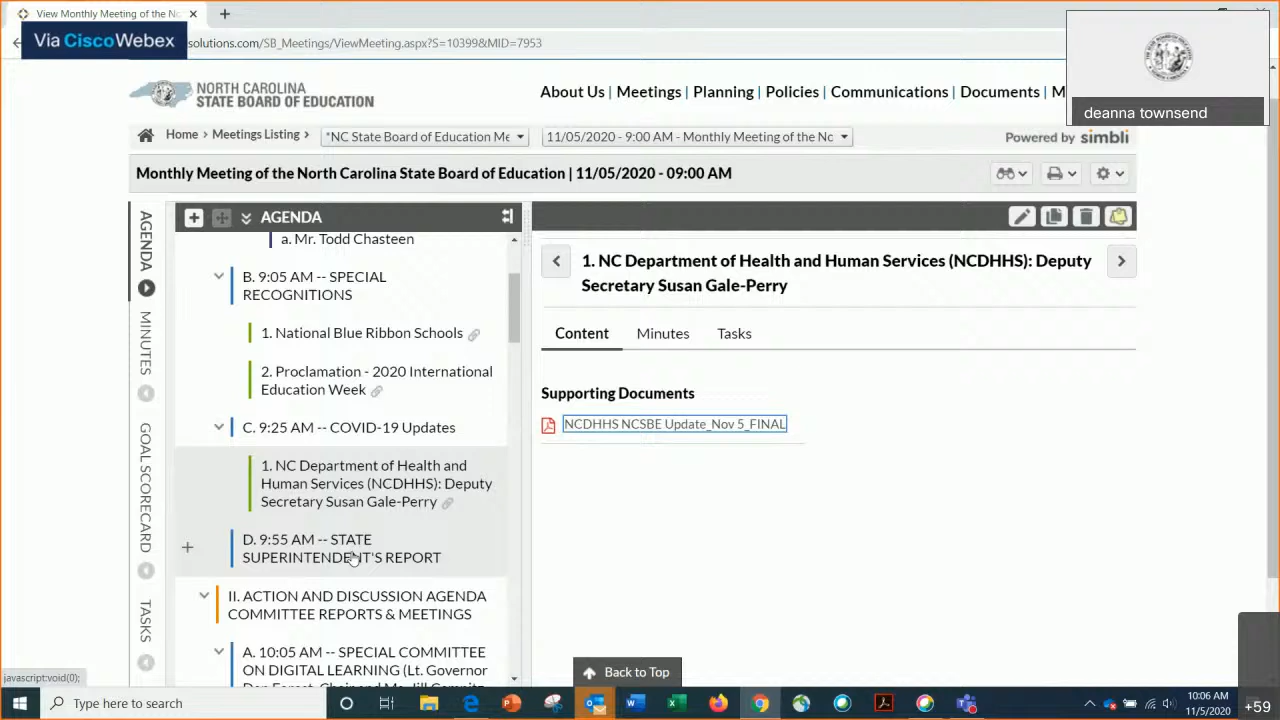 View Monthly Meeting of the Nc
Via Cisco Webex
solutions.com/SB_Meetings/ViewMeeting.aspx?S=10399&MID=7953
deanna townsend
NORTH CAROLINA
STATE BOARD OF EDUCATION
About Us | Meetings | Planning | Policies | Communications | Documents | M
Home > Meetings Listing >
*NC State Board of Education Me
11/05/2020 - 9:00 AM - Monthly Meeting of the Nc
Powered by simbli
Monthly Meeting of the North Carolina State Board of Education | 11/05/2020 - 09:00 AM
AGENDA
MINUTES
GOAL SCORECARD
TASKS
AGENDA
a. Mr. Todd Chasteen
B. 9:05 AM -- SPECIAL
RECOGNITIONS
1. National Blue Ribbon Schools
2. Proclamation - 2020 International
Education Week
C. 9:25 AM -- COVID-19 Updates
1. NC Department of Health and
Human Services (NCDHHS): Deputy
Secretary Susan Gale-Perry
D. 9:55 AM -- STATE
SUPERINTENDENT'S REPORT
II. ACTION AND DISCUSSION AGENDA
COMMITTEE REPORTS & MEETINGS
A. 10:05 AM -- SPECIAL COMMITTEE
ON DIGITAL LEARNING (Lt. Governor
1. NC Department of Health and Human Services (NCDHHS): Deputy
Secretary Susan Gale-Perry
Content
Minutes
Tasks
Supporting Documents
NCDHHS NCSBE Update_Nov 5_FINAL
Back to Top
javascript:void(0);
Type here to search
10:06 AM
11/5/2020
+59